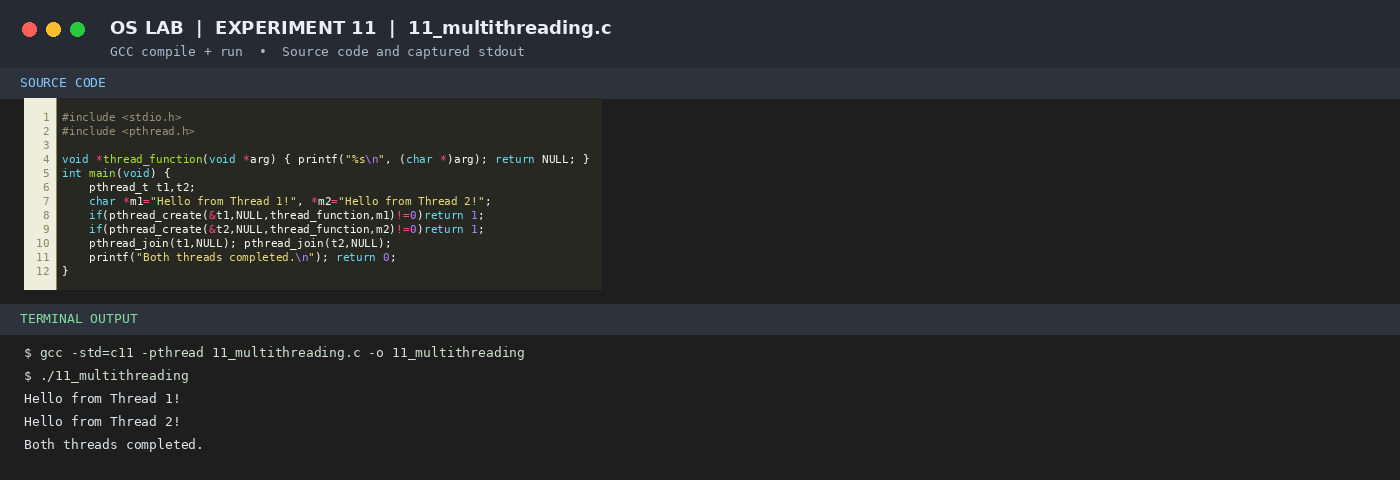 OS LAB | EXPERIMENT 11 | 11_multithreading.c
GCC compile + run • Source code and captured stdout
SOURCE CODE
1 #include <stdio.h>
2 #include <pthread.h>
3
4 void *thread_function(void *arg) { printf("%s\n", (char *)arg); return NULL; }
5 int main(void) {
6     pthread_t t1,t2;
7     char *m1="Hello from Thread 1!", *m2="Hello from Thread 2!";
8     if(pthread_create(&t1,NULL,thread_function,m1)!=0)return 1;
9     if(pthread_create(&t2,NULL,thread_function,m2)!=0)return 1;
10     pthread_join(t1,NULL); pthread_join(t2,NULL);
11     printf("Both threads completed.\n"); return 0;
12 }
TERMINAL OUTPUT
$ gcc -std=c11 -pthread 11_multithreading.c -o 11_multithreading
$ ./11_multithreading
Hello from Thread 1!
Hello from Thread 2!
Both threads completed.